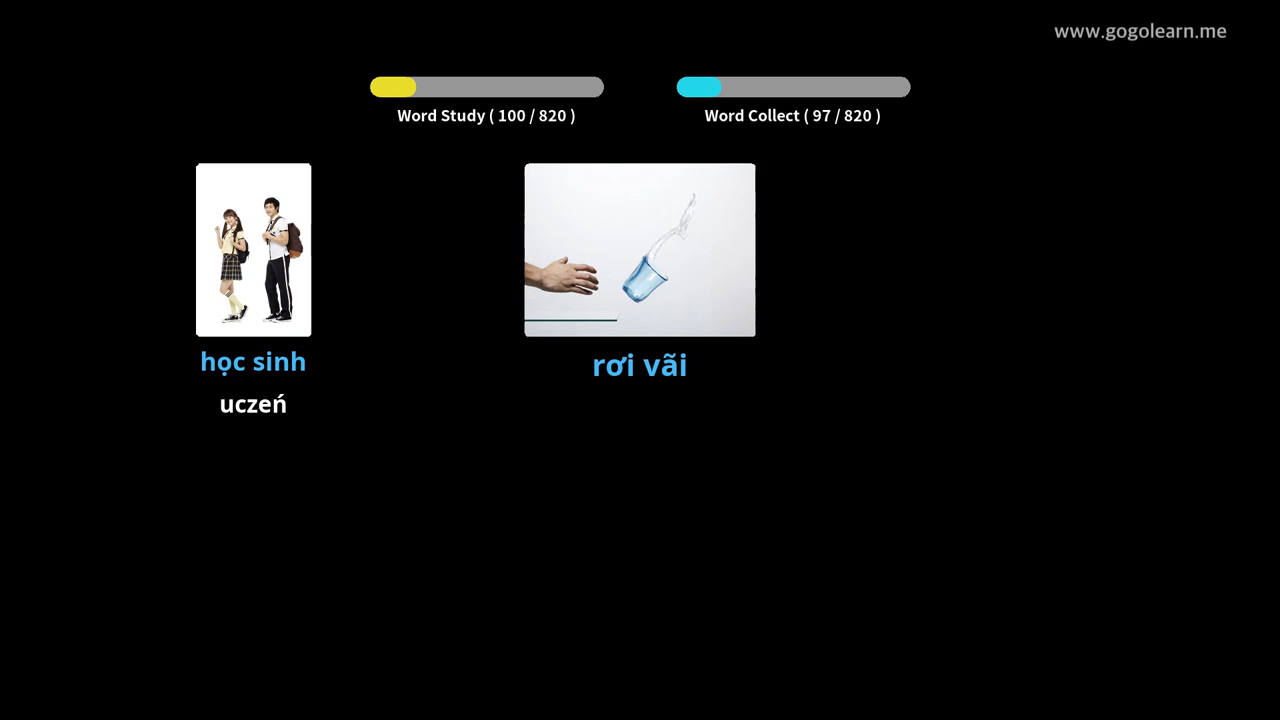 www.gogolearn.me
Word Study ( 100 / 820 )
Word Collect ( 97 / 820 )
học sinh
uczeń
rơi vãi